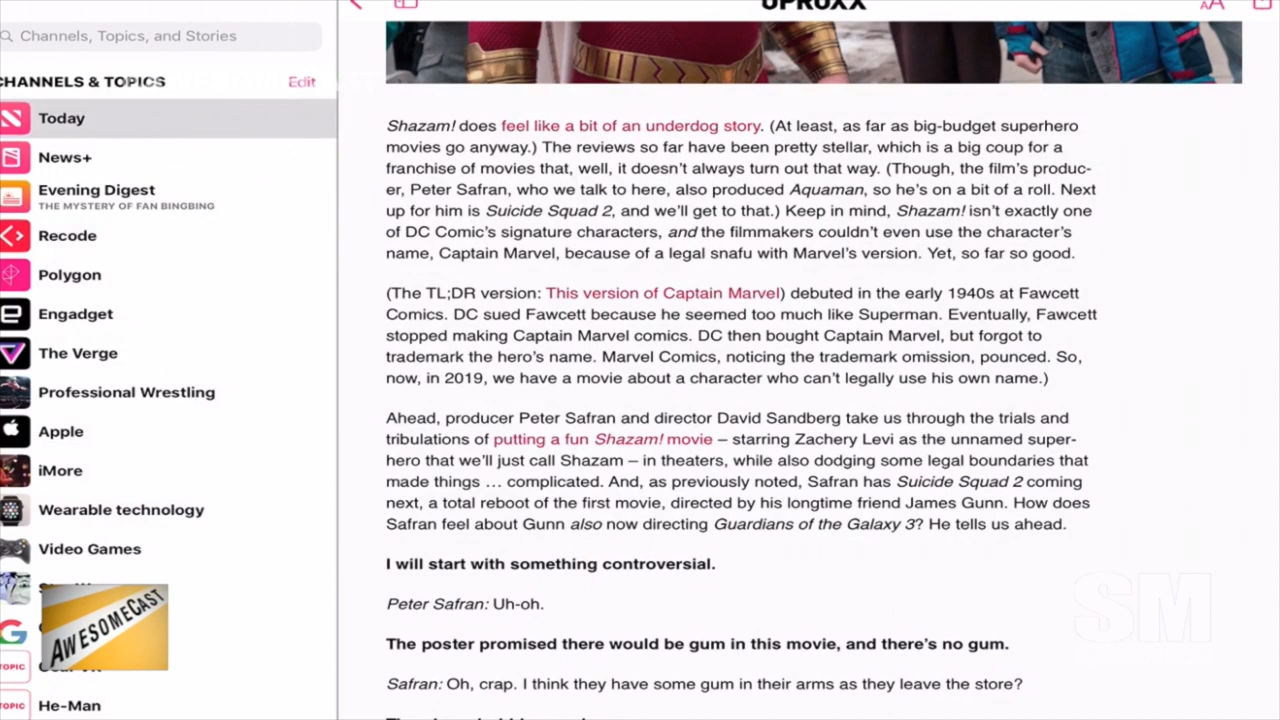 UPROXX
AA
Channels, Topics, and Stories
CHANNELS & TOPICS
Edit
Today
News+
Evening Digest
THE MYSTERY OF FAN BINGBING
Recode
Polygon
Engadget
The Verge
Professional Wrestling
Apple
iMore
Wearable technology
Video Games
AWESOMECAST
TOPIC
TOPIC
He-Man
Shazam! does feel like a bit of an underdog story. (At least, as far as big-budget superhero
movies go anyway.) The reviews so far have been pretty stellar, which is a big coup for a
franchise of movies that, well, it doesn’t always turn out that way. (Though, the film’s produc-
er, Peter Safran, who we talk to here, also produced Aquaman, so he’s on a bit of a roll. Next
up for him is Suicide Squad 2, and we’ll get to that.) Keep in mind, Shazam! isn’t exactly one
of DC Comic’s signature characters, and the filmmakers couldn’t even use the character’s
name, Captain Marvel, because of a legal snafu with Marvel’s version. Yet, so far so good.
(The TL;DR version: This version of Captain Marvel) debuted in the early 1940s at Fawcett
Comics. DC sued Fawcett because he seemed too much like Superman. Eventually, Fawcett
stopped making Captain Marvel comics. DC then bought Captain Marvel, but forgot to
trademark the hero’s name. Marvel Comics, noticing the trademark omission, pounced. So,
now, in 2019, we have a movie about a character who can’t legally use his own name.)
Ahead, producer Peter Safran and director David Sandberg take us through the trials and
tribulations of putting a fun Shazam! movie – starring Zachery Levi as the unnamed super-
hero that we’ll just call Shazam – in theaters, while also dodging some legal boundaries that
made things … complicated. And, as previously noted, Safran has Suicide Squad 2 coming
next, a total reboot of the first movie, directed by his longtime friend James Gunn. How does
Safran feel about Gunn also now directing Guardians of the Galaxy 3? He tells us ahead.
I will start with something controversial.
Peter Safran: Uh-oh.
The poster promised there would be gum in this movie, and there’s no gum.
Safran: Oh, crap. I think they have some gum in their arms as they leave the store?
SM